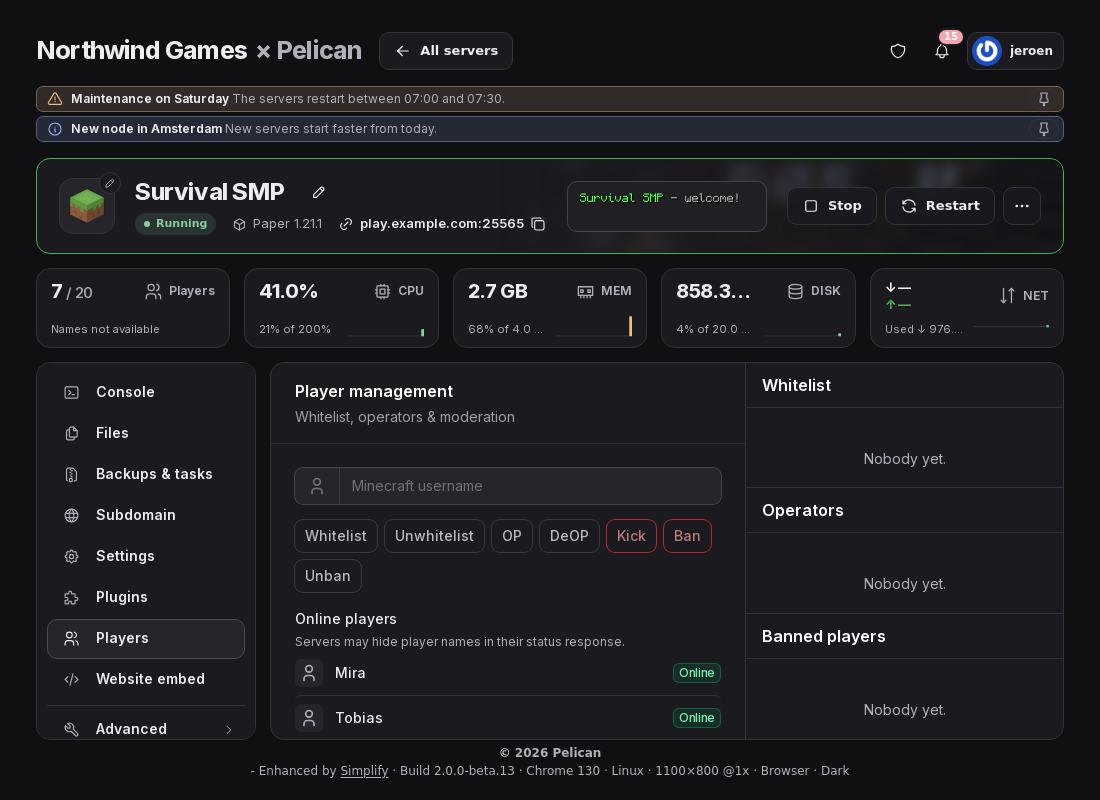 Northwind Games × Pelican
All servers
15
jeroen
Maintenance on Saturday The servers restart between 07:00 and 07:30.
New node in Amsterdam New servers start faster from today.
Survival SMP
Running
Paper 1.21.1
play.example.com:25565
Survival SMP – welcome!
Stop
Restart
7 / 20
Players
Names not available
41.0%
CPU
21% of 200%
2.7 GB
MEM
68% of 4.0 ...
858.3...
DISK
4% of 20.0 ...
↓—
↑—
NET
Used ↓ 976....
Console
Files
Backups & tasks
Subdomain
Settings
Plugins
Players
Website embed
Advanced
Player management
Whitelist, operators & moderation
Minecraft username
Whitelist
Unwhitelist
OP
DeOP
Kick
Ban
Unban
Online players
Servers may hide player names in their status response.
Mira
Online
Tobias
Online
Whitelist
Nobody yet.
Operators
Nobody yet.
Banned players
Nobody yet.
© 2026 Pelican
- Enhanced by Simplify · Build 2.0.0-beta.13 · Chrome 130 · Linux · 1100×800 @1x · Browser · Dark